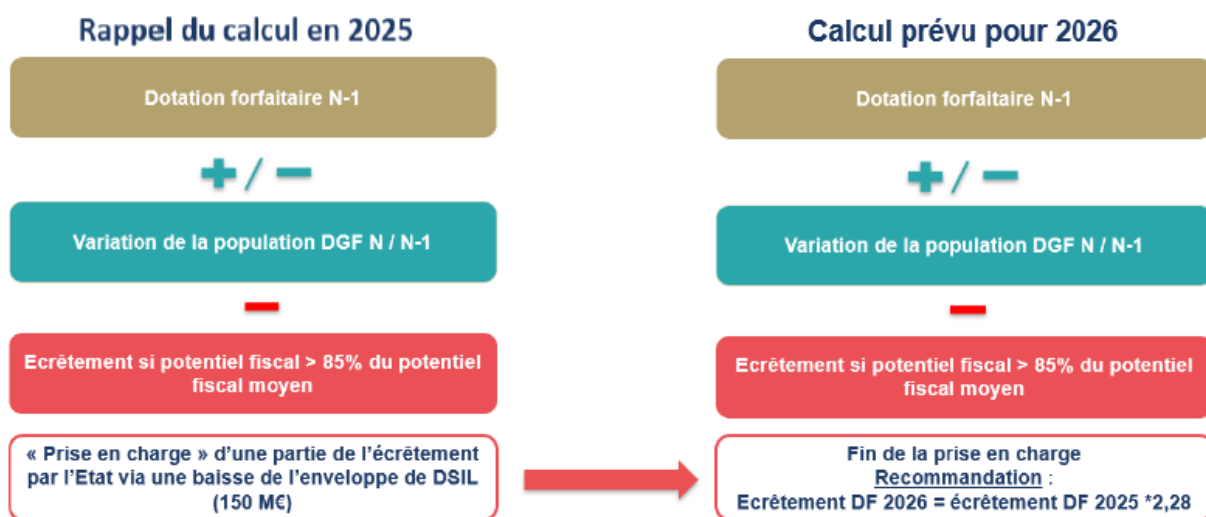 Rappel du calcul en 2025
Dotation forfaitaire N-1
+ / −
Variation de la population DGF N / N-1
−
Ecrêtement si potentiel fiscal > 85% du potentiel
fiscal moyen
« Prise en charge » d'une partie de l'écrêtement
par l'Etat via une baisse de l'enveloppe de DSIL
(150 M€)
Calcul prévu pour 2026
Dotation forfaitaire N-1
+ / −
Variation de la population DGF N / N-1
−
Ecrêtement si potentiel fiscal > 85% du potentiel
fiscal moyen
Fin de la prise en charge
Recommandation :
Ecrêtement DF 2026 = écrêtement DF 2025 *2,28